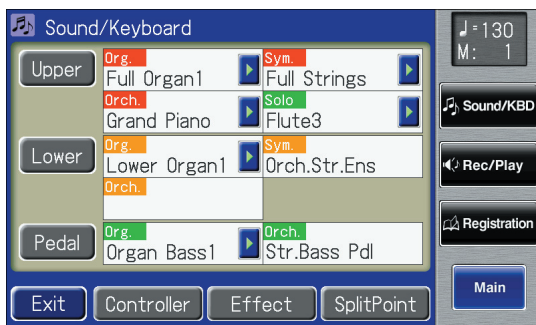 Sound/Keyboard
♩=130
M: 1
Upper
Org. Sym.
Full Organ1 Full Strings
Orch. Solo
Grand Piano Flute3
Sound/KBD
Lower
Org. Sym.
Lower Organ1 Orch.Str.Ens
Orch.
Rec/Play
Pedal
Org. Orch.
Organ Bass1 Str.Bass Pdl
Registration
Exit Controller Effect SplitPoint
Main